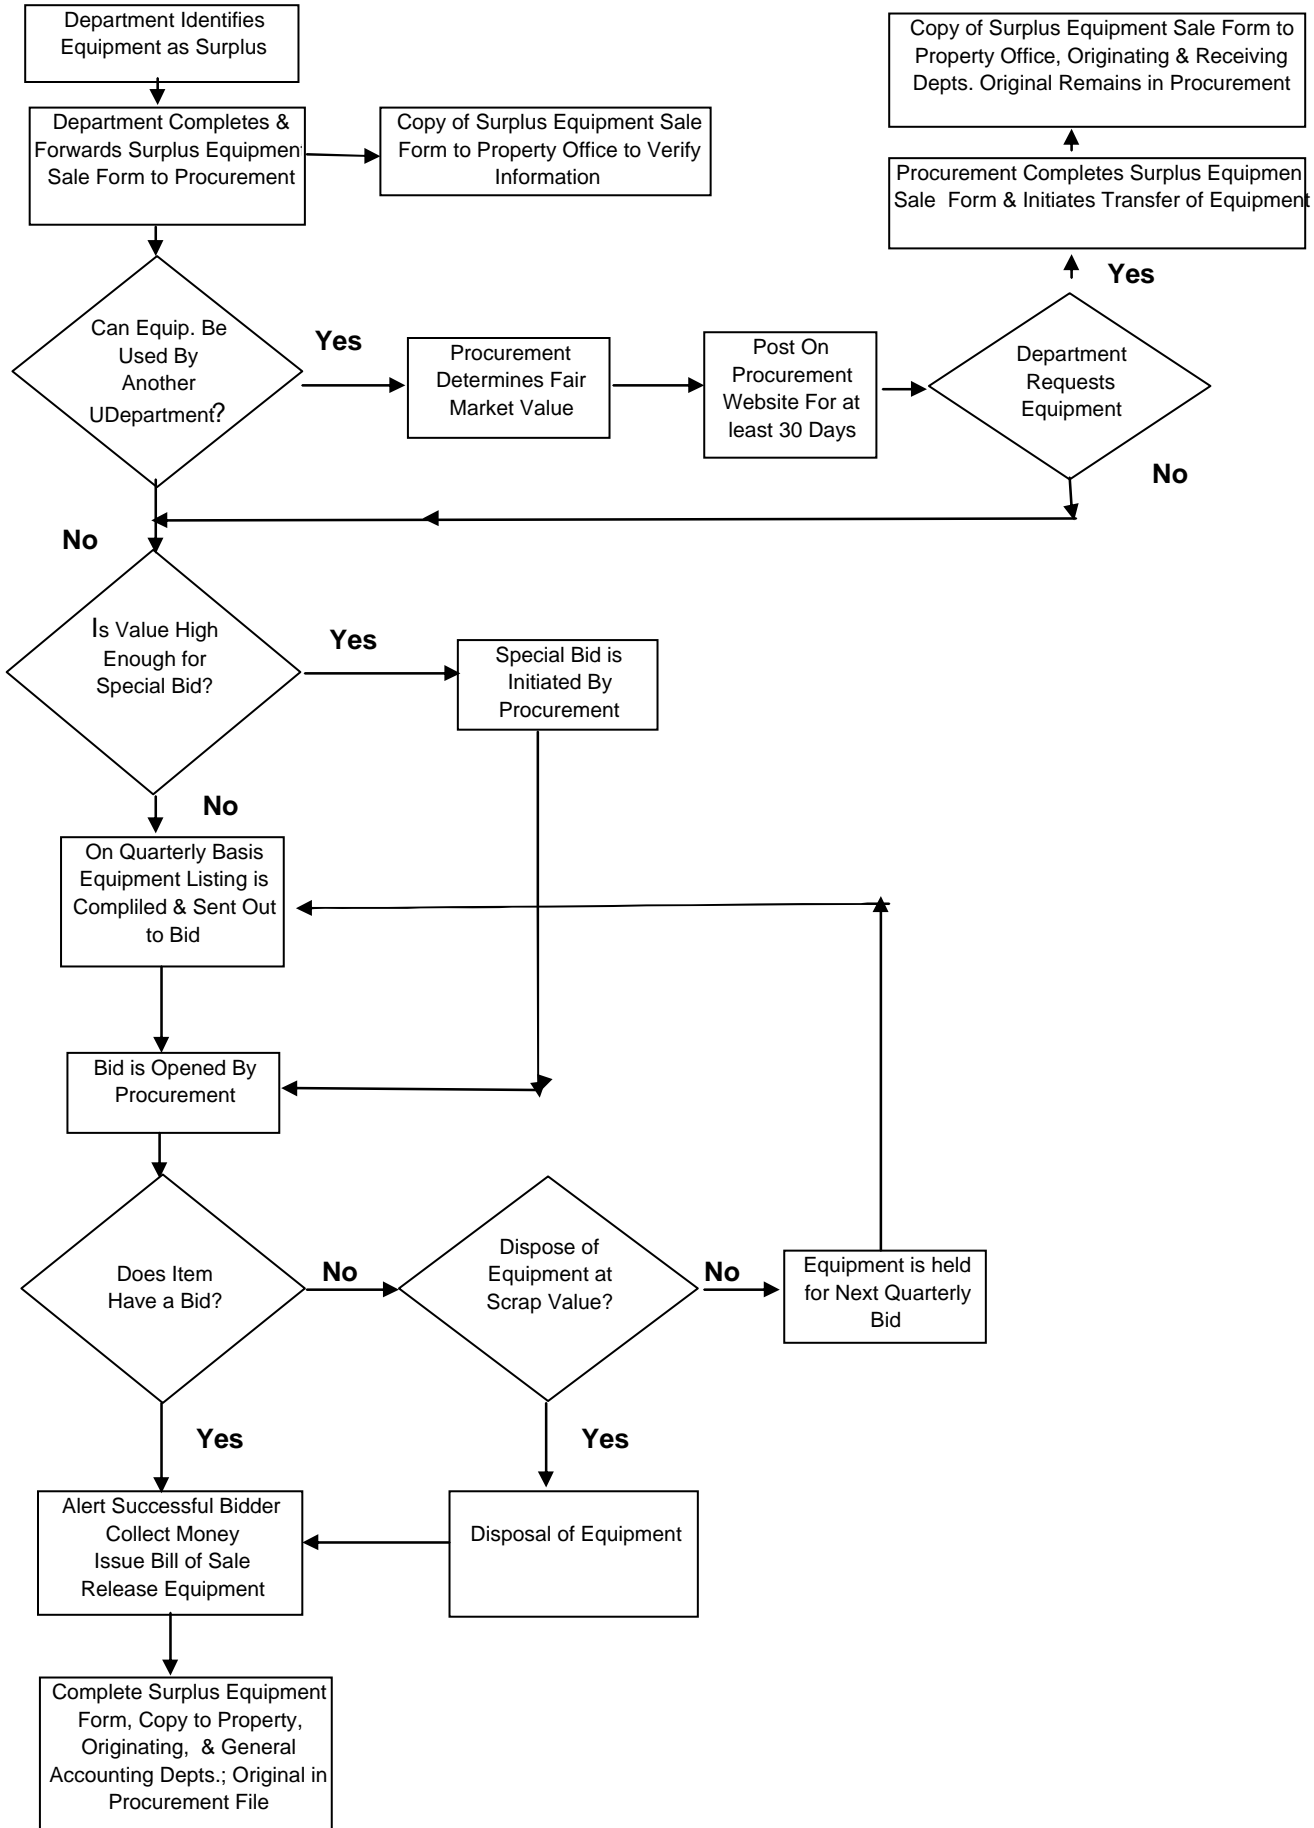 Department Identifies
Equipment as Surplus
Copy of Surplus Equipment Sale Form to
Property Office, Originating & Receiving
Depts. Original Remains in Procurement
Department Completes &
Forwards Surplus Equipment
Sale Form to Procurement
Copy of Surplus Equipment Sale
Form to Property Office to Verify
Information
Procurement Completes Surplus Equipmen
Sale Form & Initiates Transfer of Equipment
Yes
Can Equip. Be
Used By
Another
UDepartment?
Yes
Procurement
Determines Fair
Market Value
Post On
Procurement
Website For at
least 30 Days
Department
Requests
Equipment
No
No
Is Value High
Enough for
Special Bid?
Yes
Special Bid is
Initiated By
Procurement
No
On Quarterly Basis
Equipment Listing is
Compliled & Sent Out
to Bid
Bid is Opened By
Procurement
Does Item
Have a Bid?
No
Dispose of
Equipment at
Scrap Value?
No
Equipment is held
for Next Quarterly
Bid
Yes
Yes
Alert Successful Bidder
Collect Money
Issue Bill of Sale
Release Equipment
Disposal of Equipment
Complete Surplus Equipment
Form, Copy to Property,
Originating, & General
Accounting Depts.; Original in
Procurement File